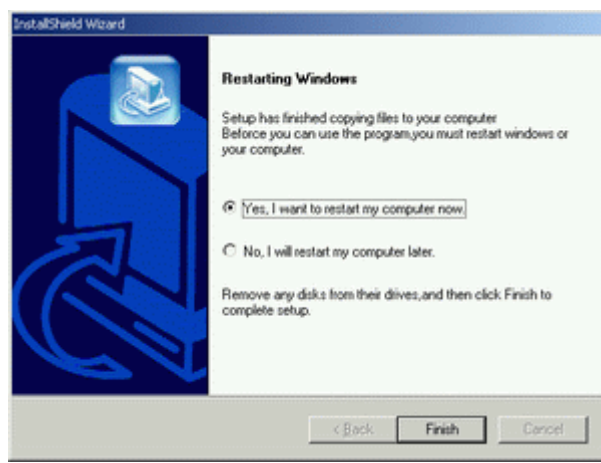 InstallShield Wizard
Restarting Windows
Setup has finished copying files to your computer
Beforce you can use the program,you must restart windows or
your computer.
Yes, I want to restart my computer now.
No, I will restart my computer later.
Remove any disks from their drives,and then click Finish to
complete setup.
< Back
Finish
Cancel